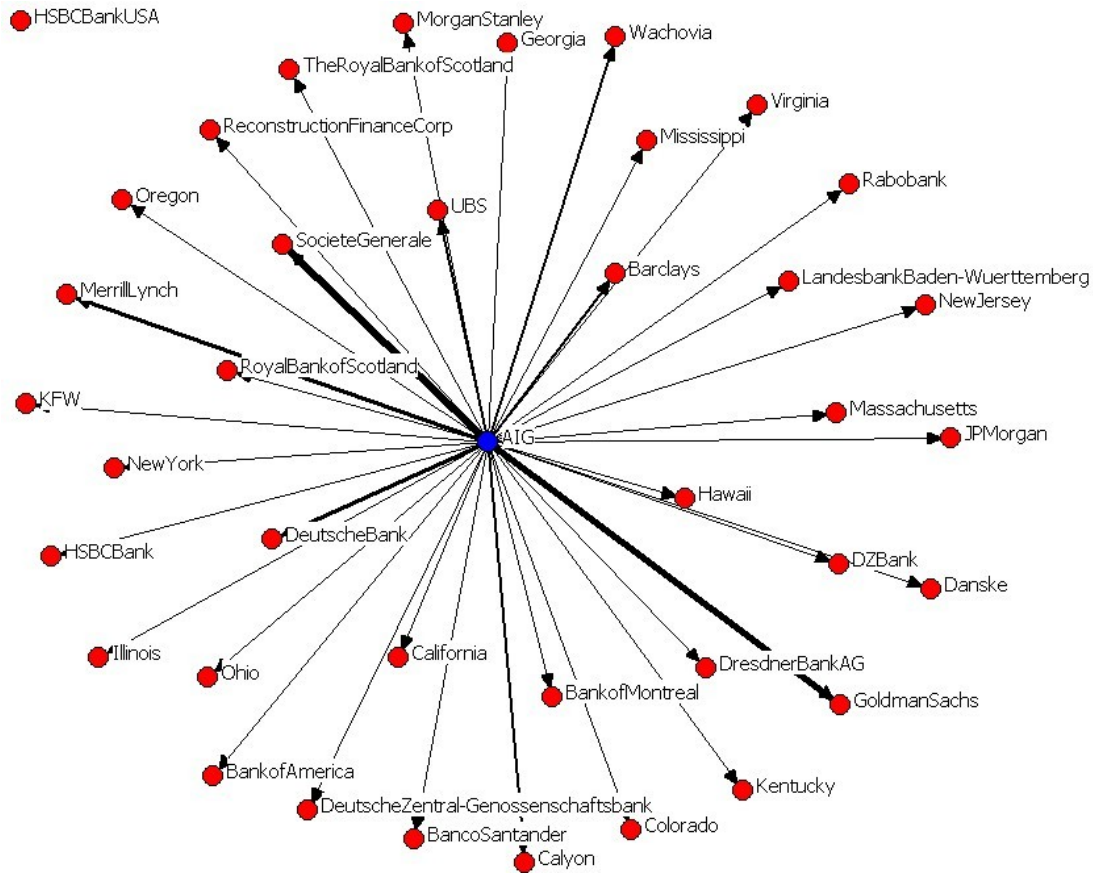 HSBCBankUSA
MorganStanley
Georgia
Wachovia
TheRoyalBankofScotland
Virginia
ReconstructionFinanceCorp
Mississippi
Rabobank
Oregon
UBS
SocieteGenerale
Barclays
LandesbankBaden-Wuerttemberg
MerrillLynch
NewJersey
RoyalBankofScotland
KFW
Massachusetts
AIG
JPMorgan
NewYork
Hawaii
DeutscheBank
HSBCBank
DZBank
Danske
Illinois
California
Ohio
DresdnerBankAG
BankofMontreal
GoldmanSachs
BankofAmerica
Kentucky
DeutscheZentral-Genossenschaftsbank
Colorado
BancoSantander
Calyon